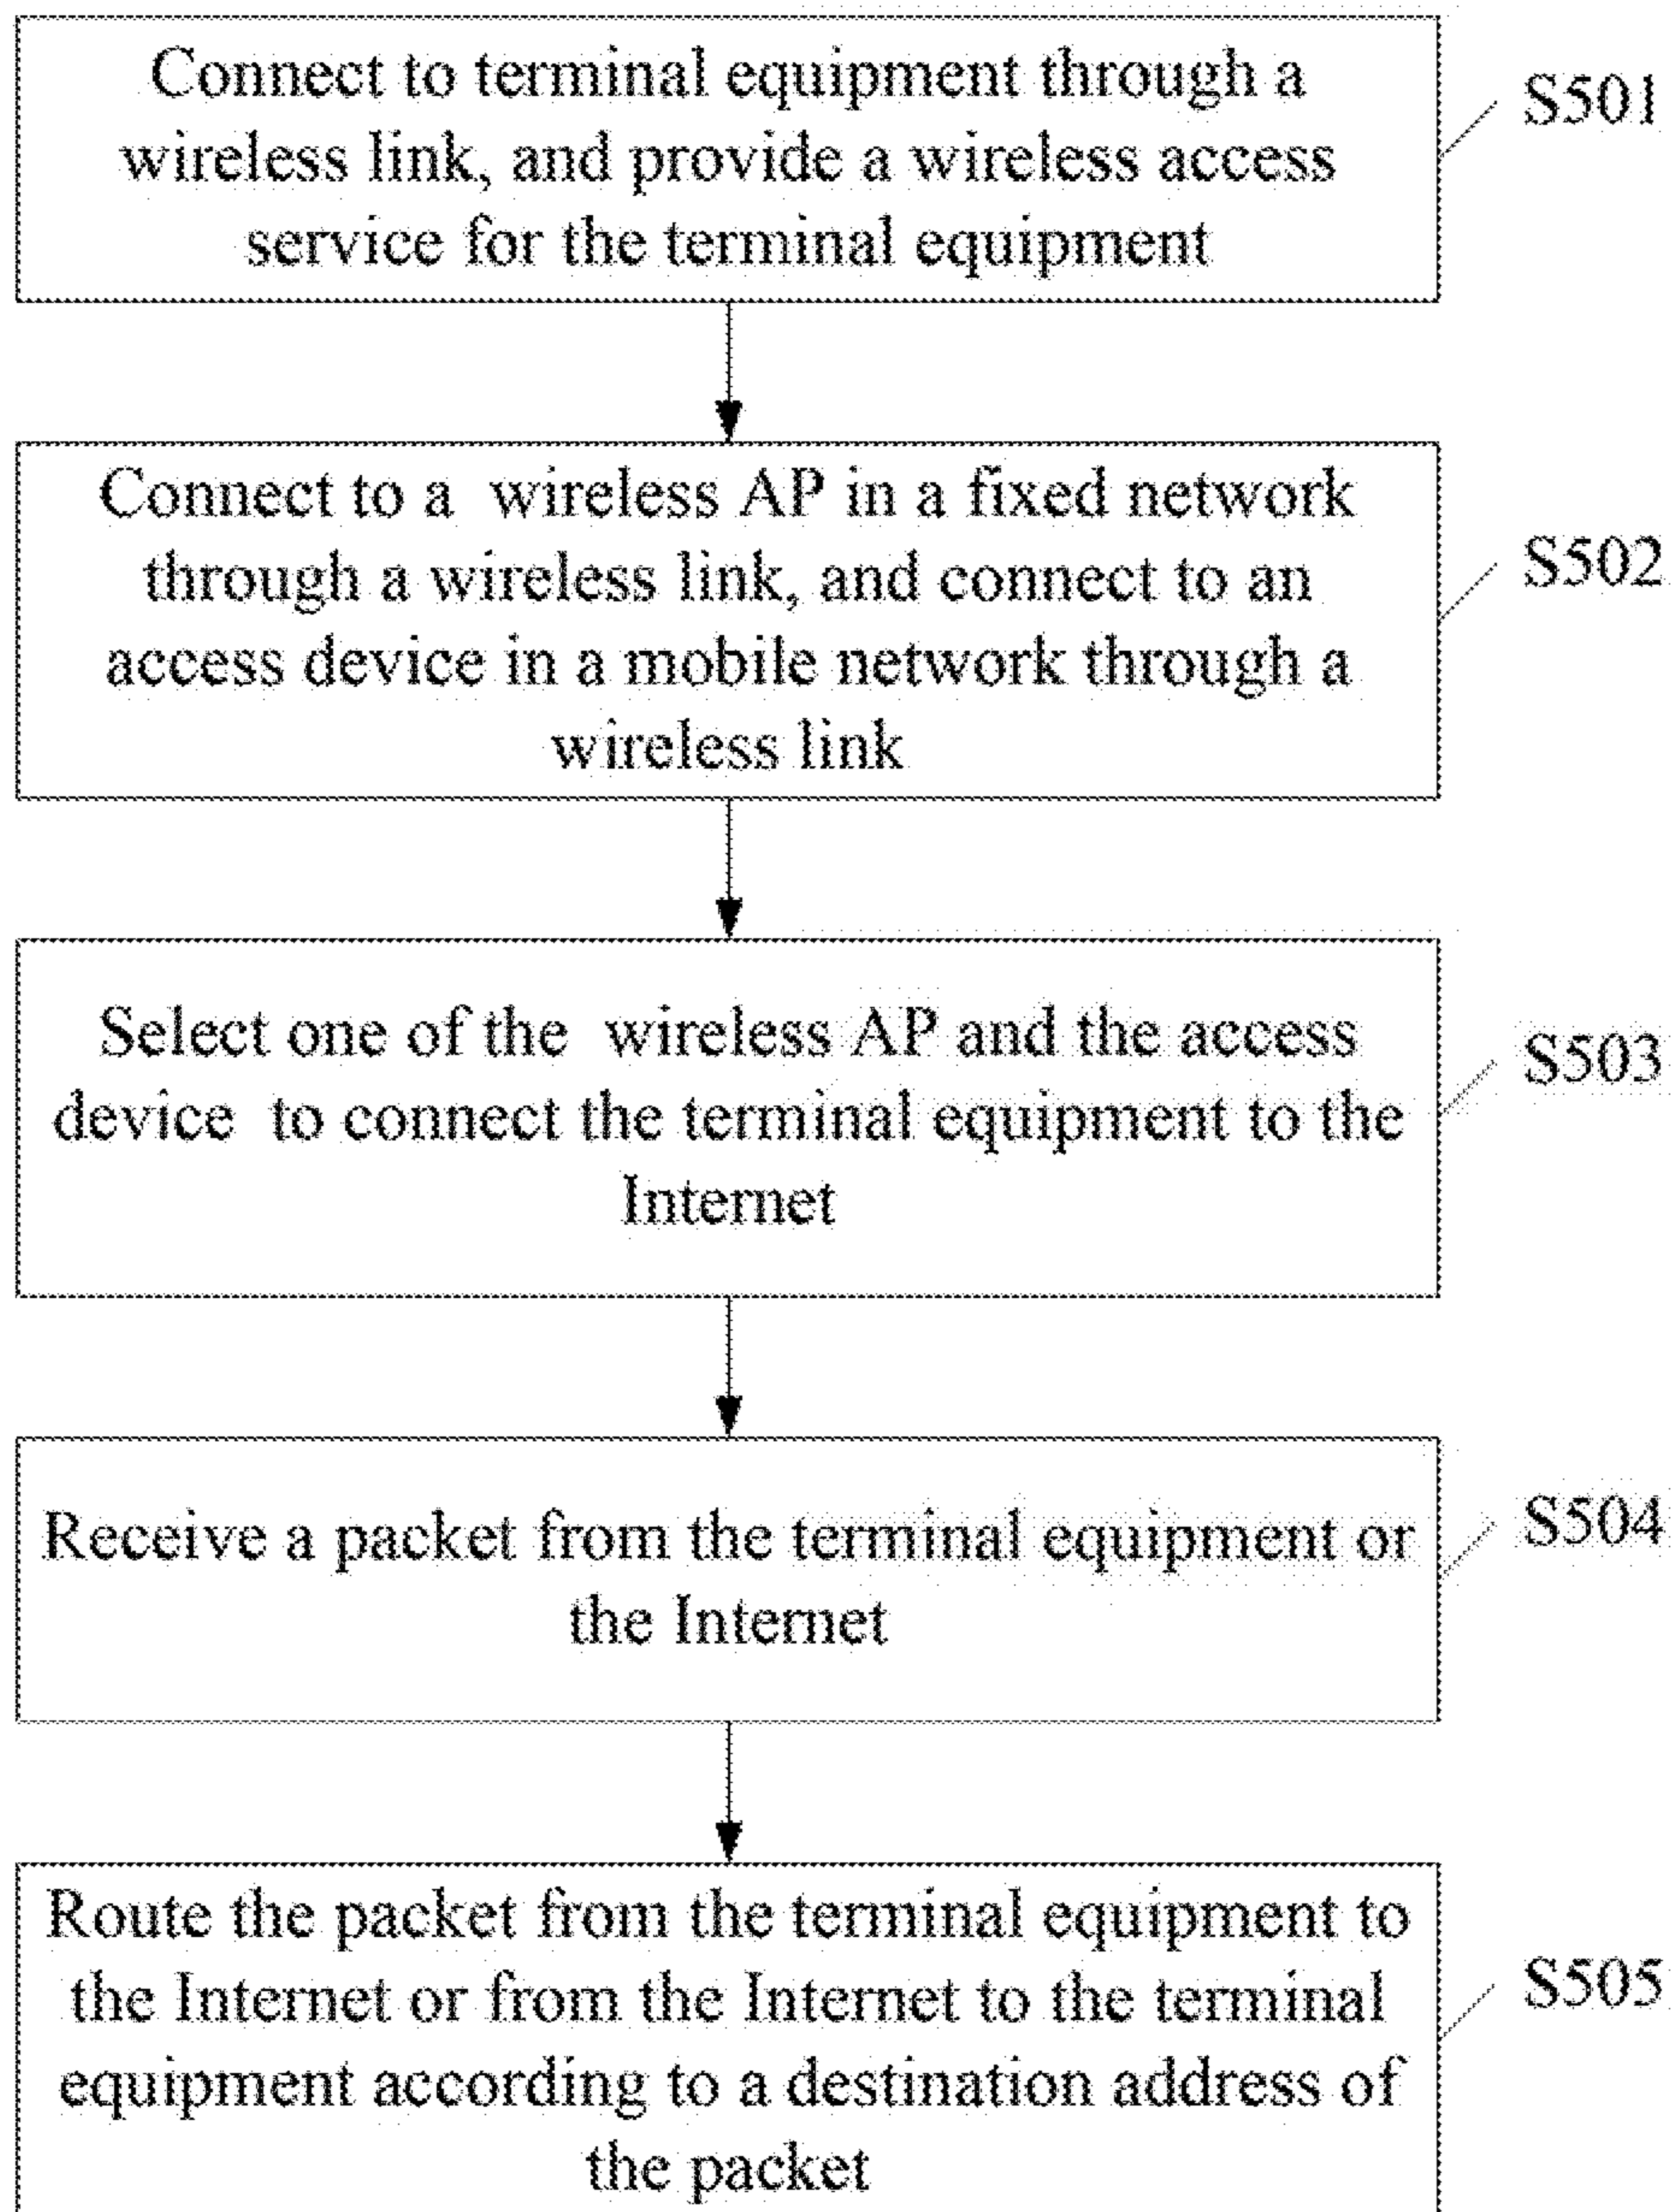 Connect to terminal equipment through a
wireless link, and provide a wireless access
service for the terminal equipment
S501
Connect to a wireless AP in a fixed network
through a wireless link, and connect to an
access device in a mobile network through a
wireless link
S502
Select one of the wireless AP and the access
device to connect the terminal equipment to the
Internet
S503
Receive a packet from the terminal equipment or
the Internet
S504
Route the packet from the terminal equipment to
the Internet or from the Internet to the terminal
equipment according to a destination address of
the packet
S505